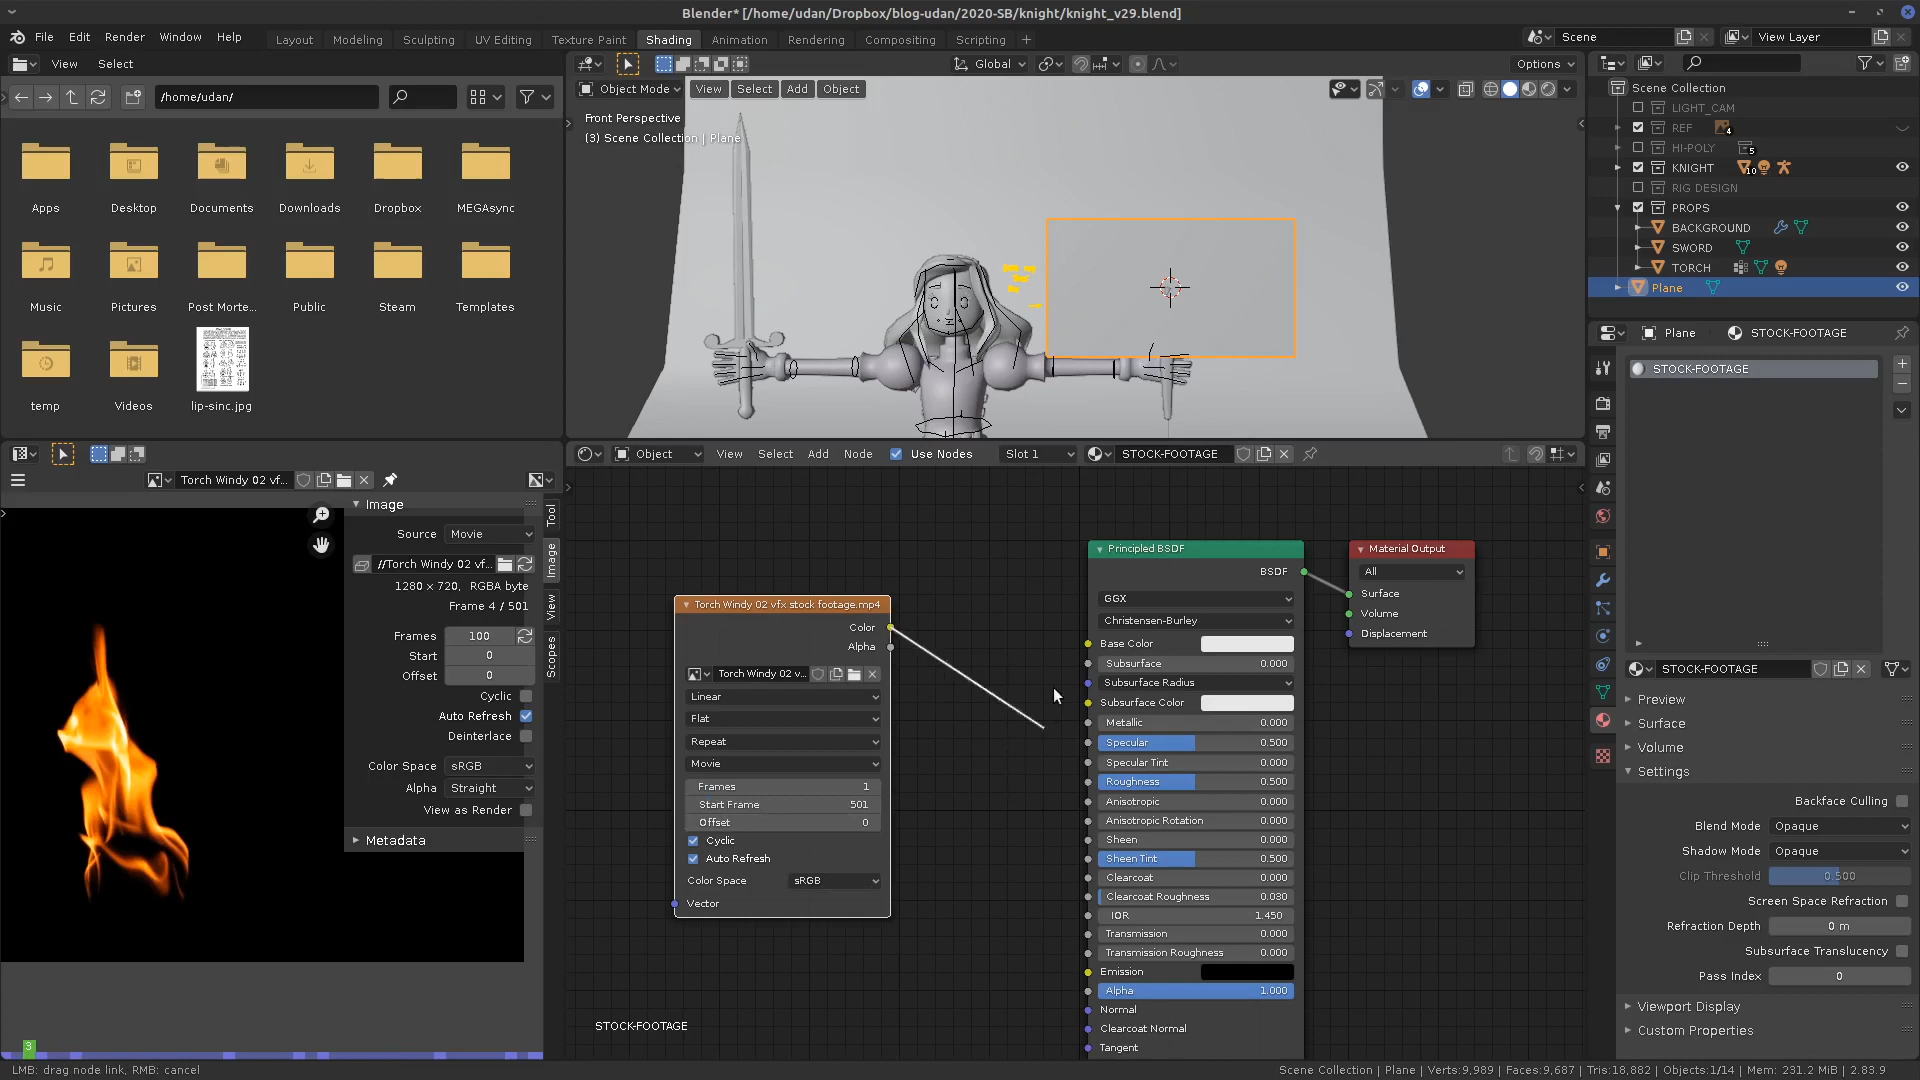 Blender* [/home/udan/Dropbox/blog-udan/2020-SB/knight/knight_v29.blend]
File Edit Render Window Help
Layout Modeling Sculpting UV Editing Texture Paint Shading Animation Rendering Compositing Scripting +
Scene
View Layer
View Select
Global
Options
/home/udan/
Object Mode View Select Add Object
Front Perspective
(3) Scene Collection | Plane
Apps Desktop Documents Downloads Dropbox MEGAsync
Music Pictures Post Morte... Public Steam Templates
temp Videos lip-sinc.jpg
Scene Collection
LIGHT_CAM
REF 4
HI-POLY 5
KNIGHT 10
RIG DESIGN
PROPS
BACKGROUND
SWORD
TORCH
Plane
Plane STOCK-FOOTAGE
STOCK-FOOTAGE
Object View Select Add Node Use Nodes Slot 1 STOCK-FOOTAGE
Torch Windy 02 vf...
Image
Source Movie
//Torch Windy 02 vf...
1280 × 720, RGBA byte
Frame 4 / 501
Frames 100
Start 0
Offset 0
Cyclic
Auto Refresh
Deinterlace
Color Space sRGB
Alpha Straight
View as Render
Metadata
Tool
Image
View
Scopes
3
Torch Windy 02 vfx stock footage.mp4
Color
Alpha
Torch Windy 02 v...
Linear
Flat
Repeat
Movie
Frames 1
Start Frame 501
Offset 0
Cyclic
Auto Refresh
Color Space sRGB
Vector
Principled BSDF
BSDF
GGX
Christensen-Burley
Base Color
Subsurface 0.000
Subsurface Radius
Subsurface Color
Metallic 0.000
Specular 0.500
Specular Tint 0.000
Roughness 0.500
Anisotropic 0.000
Anisotropic Rotation 0.000
Sheen 0.000
Sheen Tint 0.500
Clearcoat 0.000
Clearcoat Roughness 0.030
IOR 1.450
Transmission 0.000
Transmission Roughness 0.000
Emission
Alpha 1.000
Normal
Clearcoat Normal
Tangent
Material Output
All
Surface
Volume
Displacement
STOCK-FOOTAGE
STOCK-FOOTAGE
Preview
Surface
Volume
Settings
Backface Culling
Blend Mode Opaque
Shadow Mode Opaque
Clip Threshold 0.500
Screen Space Refraction
Refraction Depth 0 m
Subsurface Translucency
Pass Index 0
Viewport Display
Custom Properties
LMB: drag node link, RMB: cancel
Scene Collection | Plane | Verts:9,989 | Faces:9,687 | Tris:18,882 | Objects:1/14 | Mem: 231.2 MiB | 2.83.9